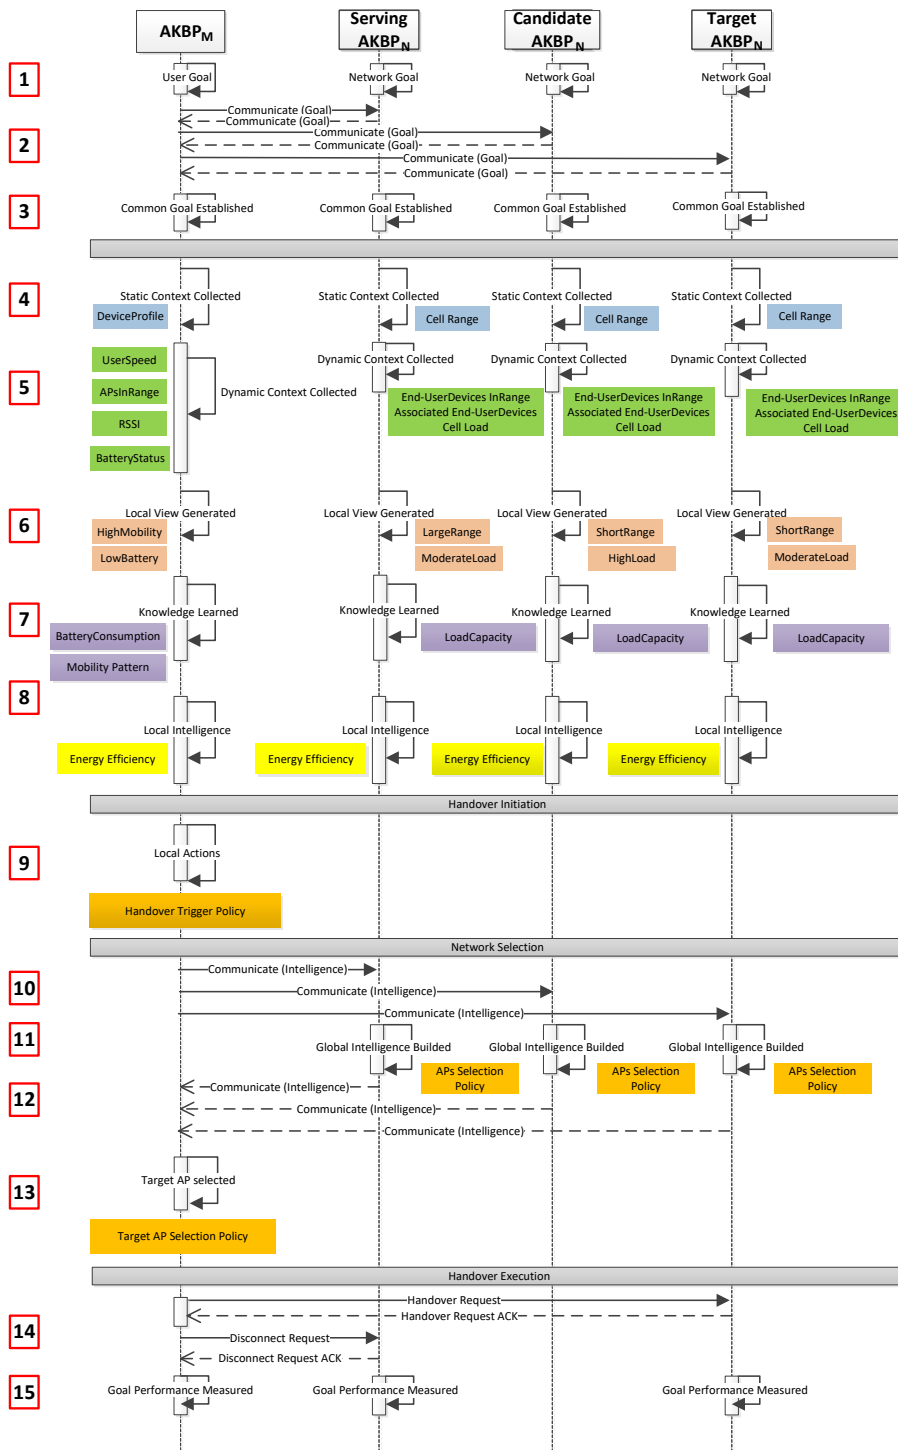 AKBPM
Serving
AKBPN
Candidate
AKBPN
Target
AKBPN
1
User Goal
Network Goal
Network Goal
Network Goal
Communicate (Goal)
Communicate (Goal)
2
Communicate (Goal)
Communicate (Goal)
Communicate (Goal)
Communicate (Goal)
3
Common Goal Established
Common Goal Established
Common Goal Established
Common Goal Established
4
Static Context Collected
Static Context Collected
Static Context Collected
Static Context Collected
DeviceProfile
Cell Range
Cell Range
Cell Range
5
UserSpeed
APsInRange
RSSI
BatteryStatus
Dynamic Context Collected
Dynamic Context Collected
Dynamic Context Collected
Dynamic Context Collected
End-UserDevices InRange
Associated End-UserDevices
Cell Load
End-UserDevices InRange
Associated End-UserDevices
Cell Load
End-UserDevices InRange
Associated End-UserDevices
Cell Load
6
Local View Generated
Local View Generated
Local View Generated
Local View Generated
HighMobility
LargeRange
ShortRange
ShortRange
LowBattery
ModerateLoad
HighLoad
ModerateLoad
7
Knowledge Learned
Knowledge Learned
Knowledge Learned
Knowledge Learned
BatteryConsumption
LoadCapacity
LoadCapacity
LoadCapacity
Mobility Pattern
8
Local Intelligence
Local Intelligence
Local Intelligence
Local Intelligence
Energy Efficiency
Energy Efficiency
Energy Efficiency
Energy Efficiency
Handover Initiation
9
Local Actions
Handover Trigger Policy
Network Selection
10
Communicate (Intelligence)
Communicate (Intelligence)
Communicate (Intelligence)
11
Global Intelligence Builded
Global Intelligence Builded
Global Intelligence Builded
APs Selection
Policy
APs Selection
Policy
APs Selection
Policy
12
Communicate (Intelligence)
Communicate (Intelligence)
Communicate (Intelligence)
13
Target AP selected
Target AP Selection Policy
Handover Execution
14
Handover Request
Handover Request ACK
Disconnect Request
Disconnect Request ACK
15
Goal Performance Measured
Goal Performance Measured
Goal Performance Measured